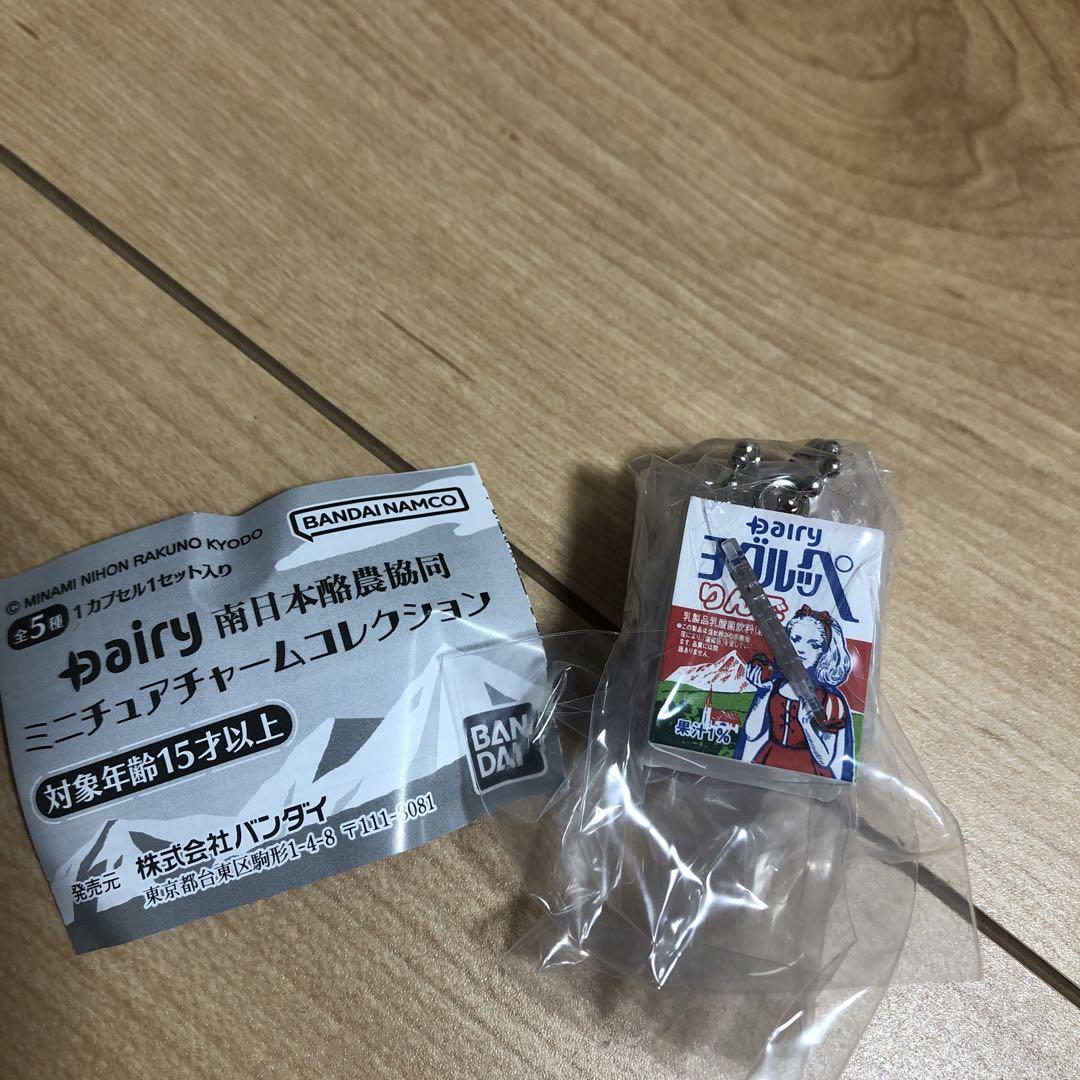 BANDAI NAMCO
© MINAMI NIHON RAKUNO KYODO
全5種 1カプセル1セット入り
Dairy 南日本酪農協同
ミニチュアチャームコレクション
対象年齢15才以上
BAN
DAI
発売元 株式会社バンダイ
東京都台東区駒形1-4-8 〒111-8081
Dairy
ヨーグルッペ
りんご
乳製品乳酸菌飲料
果汁1%